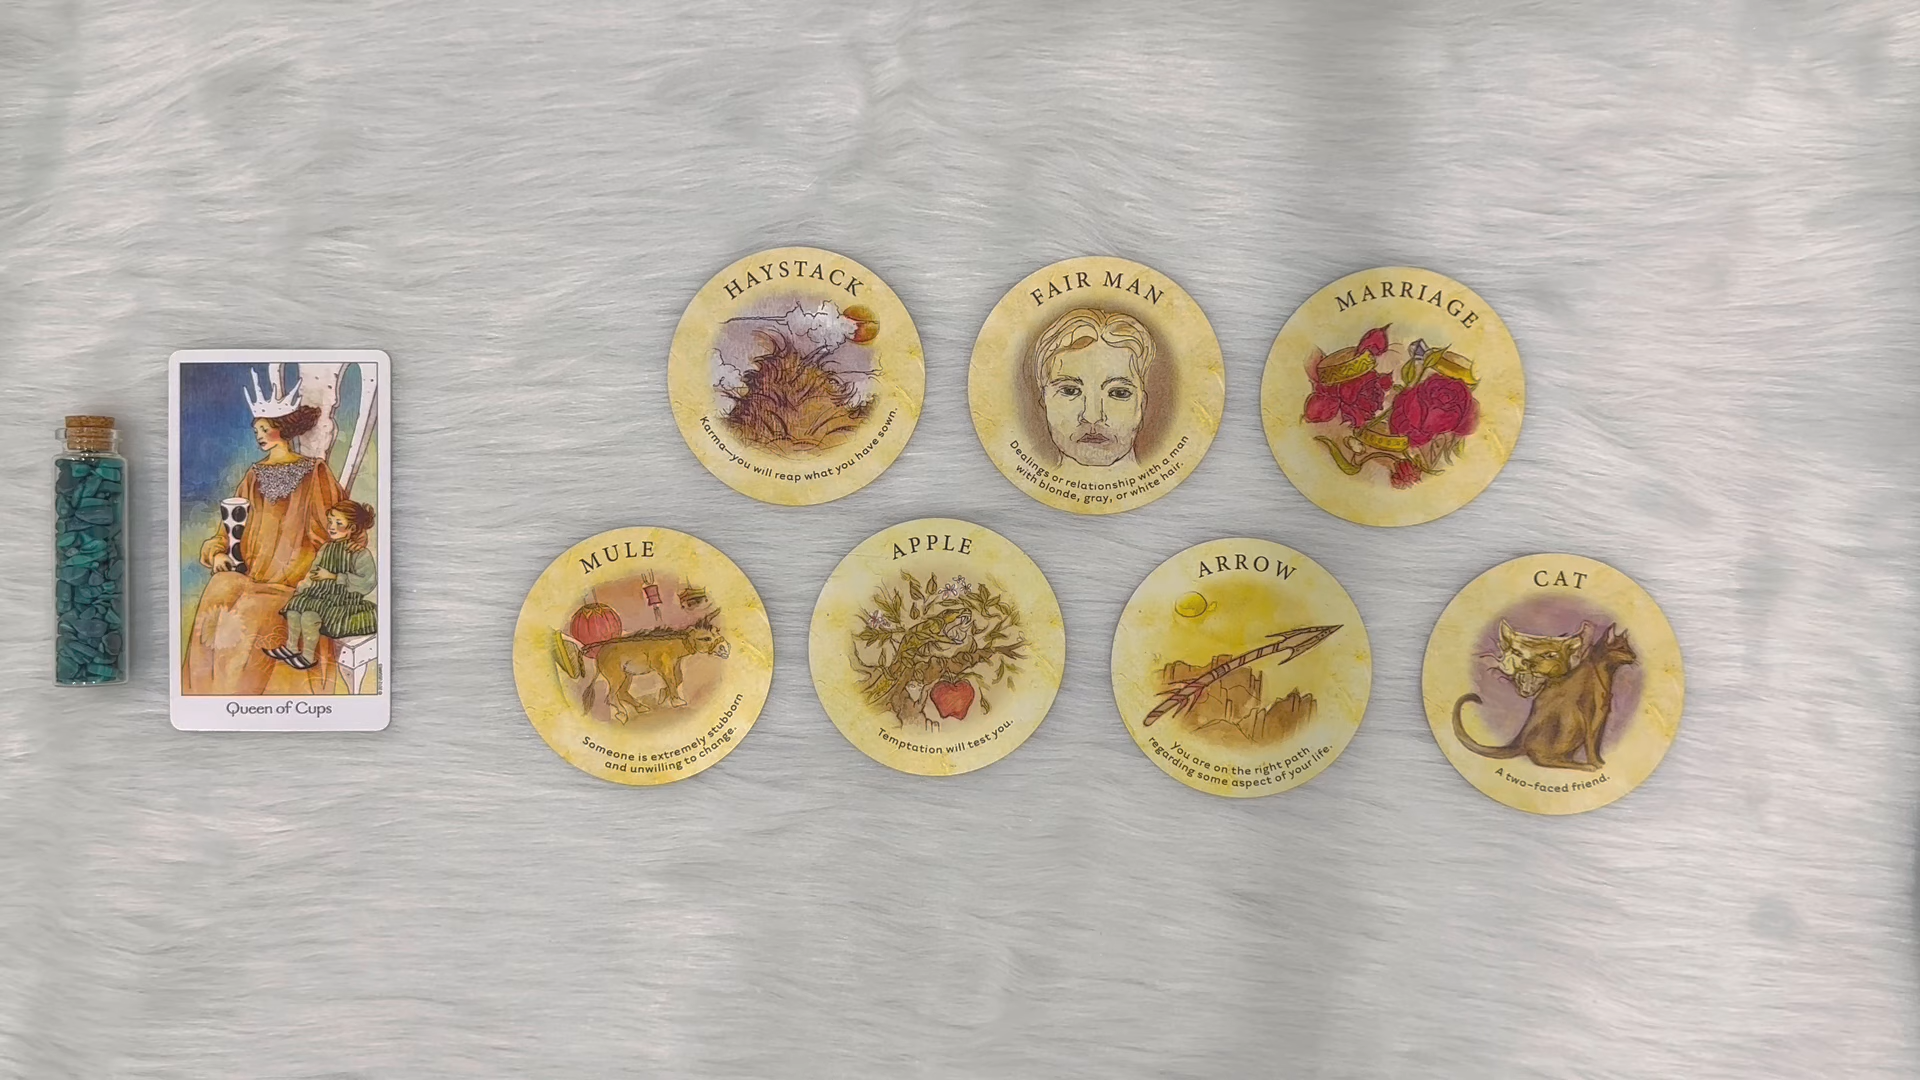 HAYSTACK
Karma—you will reap what you have sown.
FAIR MAN
Dealings or relationship with a man
with blonde, gray, or white hair.
MARRIAGE
MULE
Someone is extremely stubborn
and unwilling to change.
APPLE
Temptation will test you.
ARROW
You are on the right path
regarding some aspect of your life.
CAT
A two-faced friend.
Queen of Cups